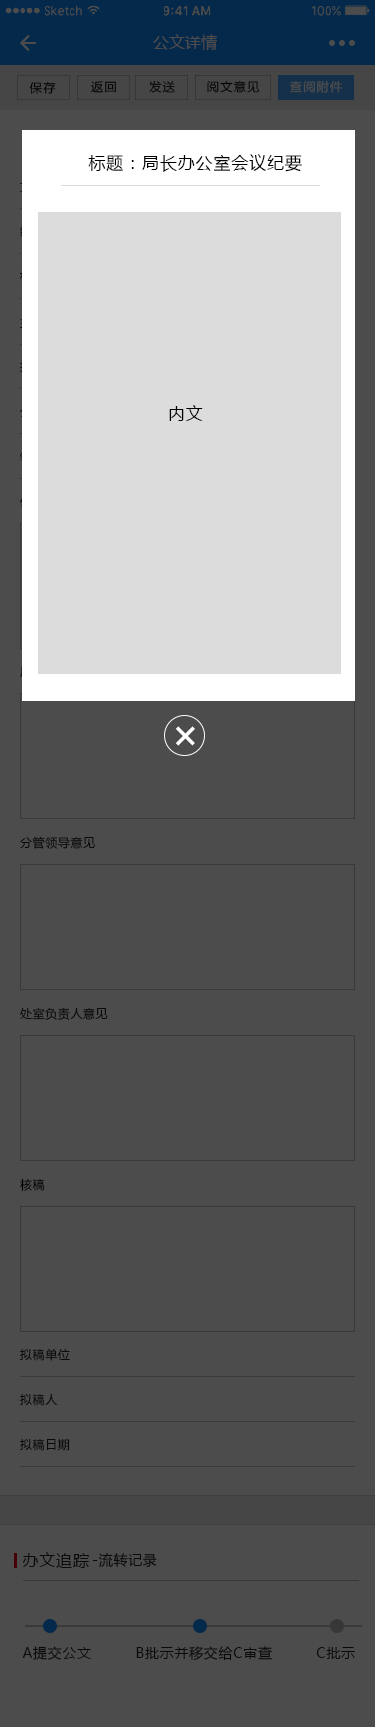 Sketch 9:41 AM 100%
公文详情
保存 返回 发送 阅文意见 查阅附件
标题：局长办公室会议纪要
内文
分管领导意见
处室负责人意见
核稿
拟稿单位
拟稿人
拟稿日期
办文追踪-流转记录
A提交公文 B批示并移交给C审查 C批示